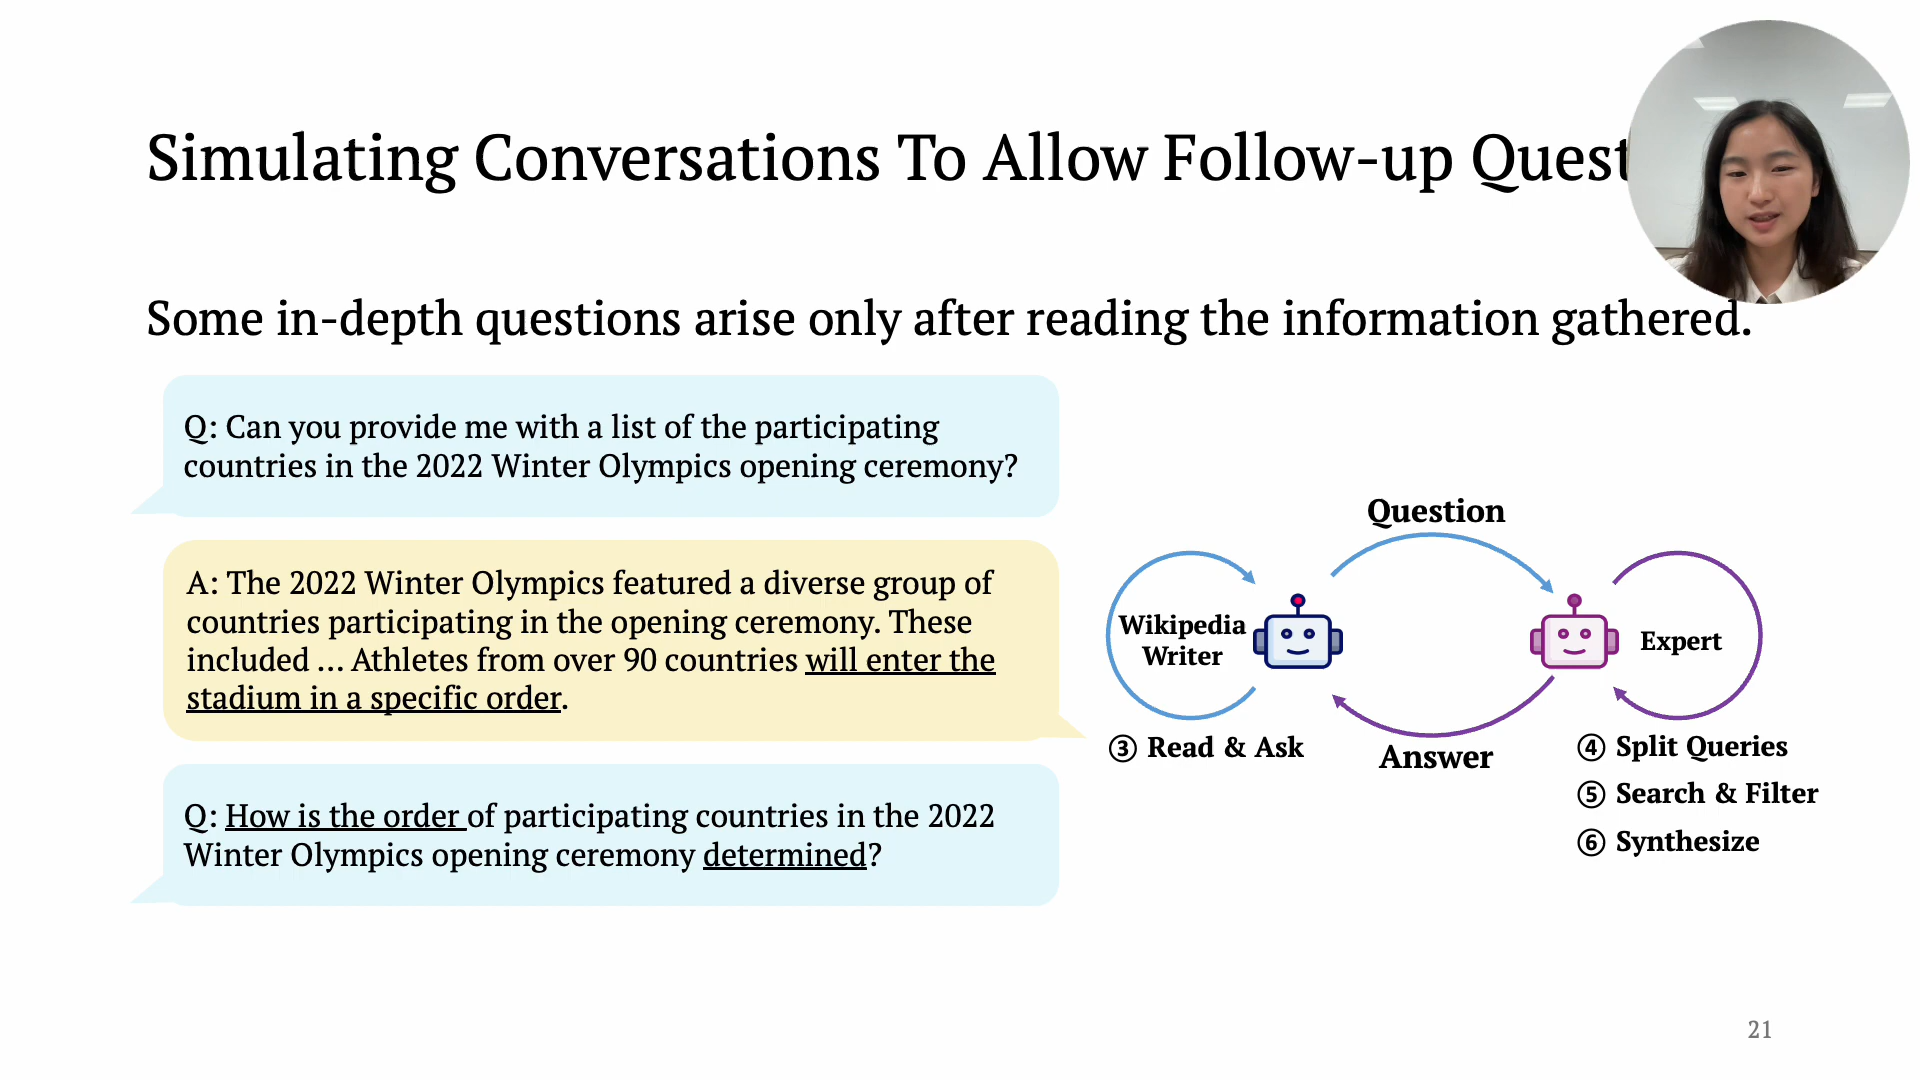 Simulating Conversations To Allow Follow-up Quest
Some in-depth questions arise only after reading the information gathered.
Q: Can you provide me with a list of the participating
countries in the 2022 Winter Olympics opening ceremony?
A: The 2022 Winter Olympics featured a diverse group of
countries participating in the opening ceremony. These
included ... Athletes from over 90 countries will enter the
stadium in a specific order.
Q: How is the order of participating countries in the 2022
Winter Olympics opening ceremony determined?
Question
Wikipedia
Writer
Expert
③ Read & Ask
Answer
④ Split Queries
⑤ Search & Filter
⑥ Synthesize
21